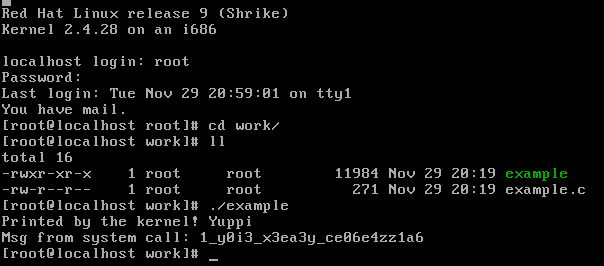 Red Hat Linux release 9 (Shrike)
Kernel 2.4.28 on an i686
localhost login: root
Password:
Last login: Tue Nov 29 20:59:01 on tty1
You have mail.
[root@localhost root]# cd work/
[root@localhost work]# ll
total 16
-rwxr-xr-x    1 root     root        11984 Nov 29 20:19 example
-rw-r--r--    1 root     root          271 Nov 29 20:19 example.c
[root@localhost work]# ./example
Printed by the kernel! Yuppi
Msg from system call: 1_y0i3_x3ea3y_ce06e4zz1a6
[root@localhost work]# _